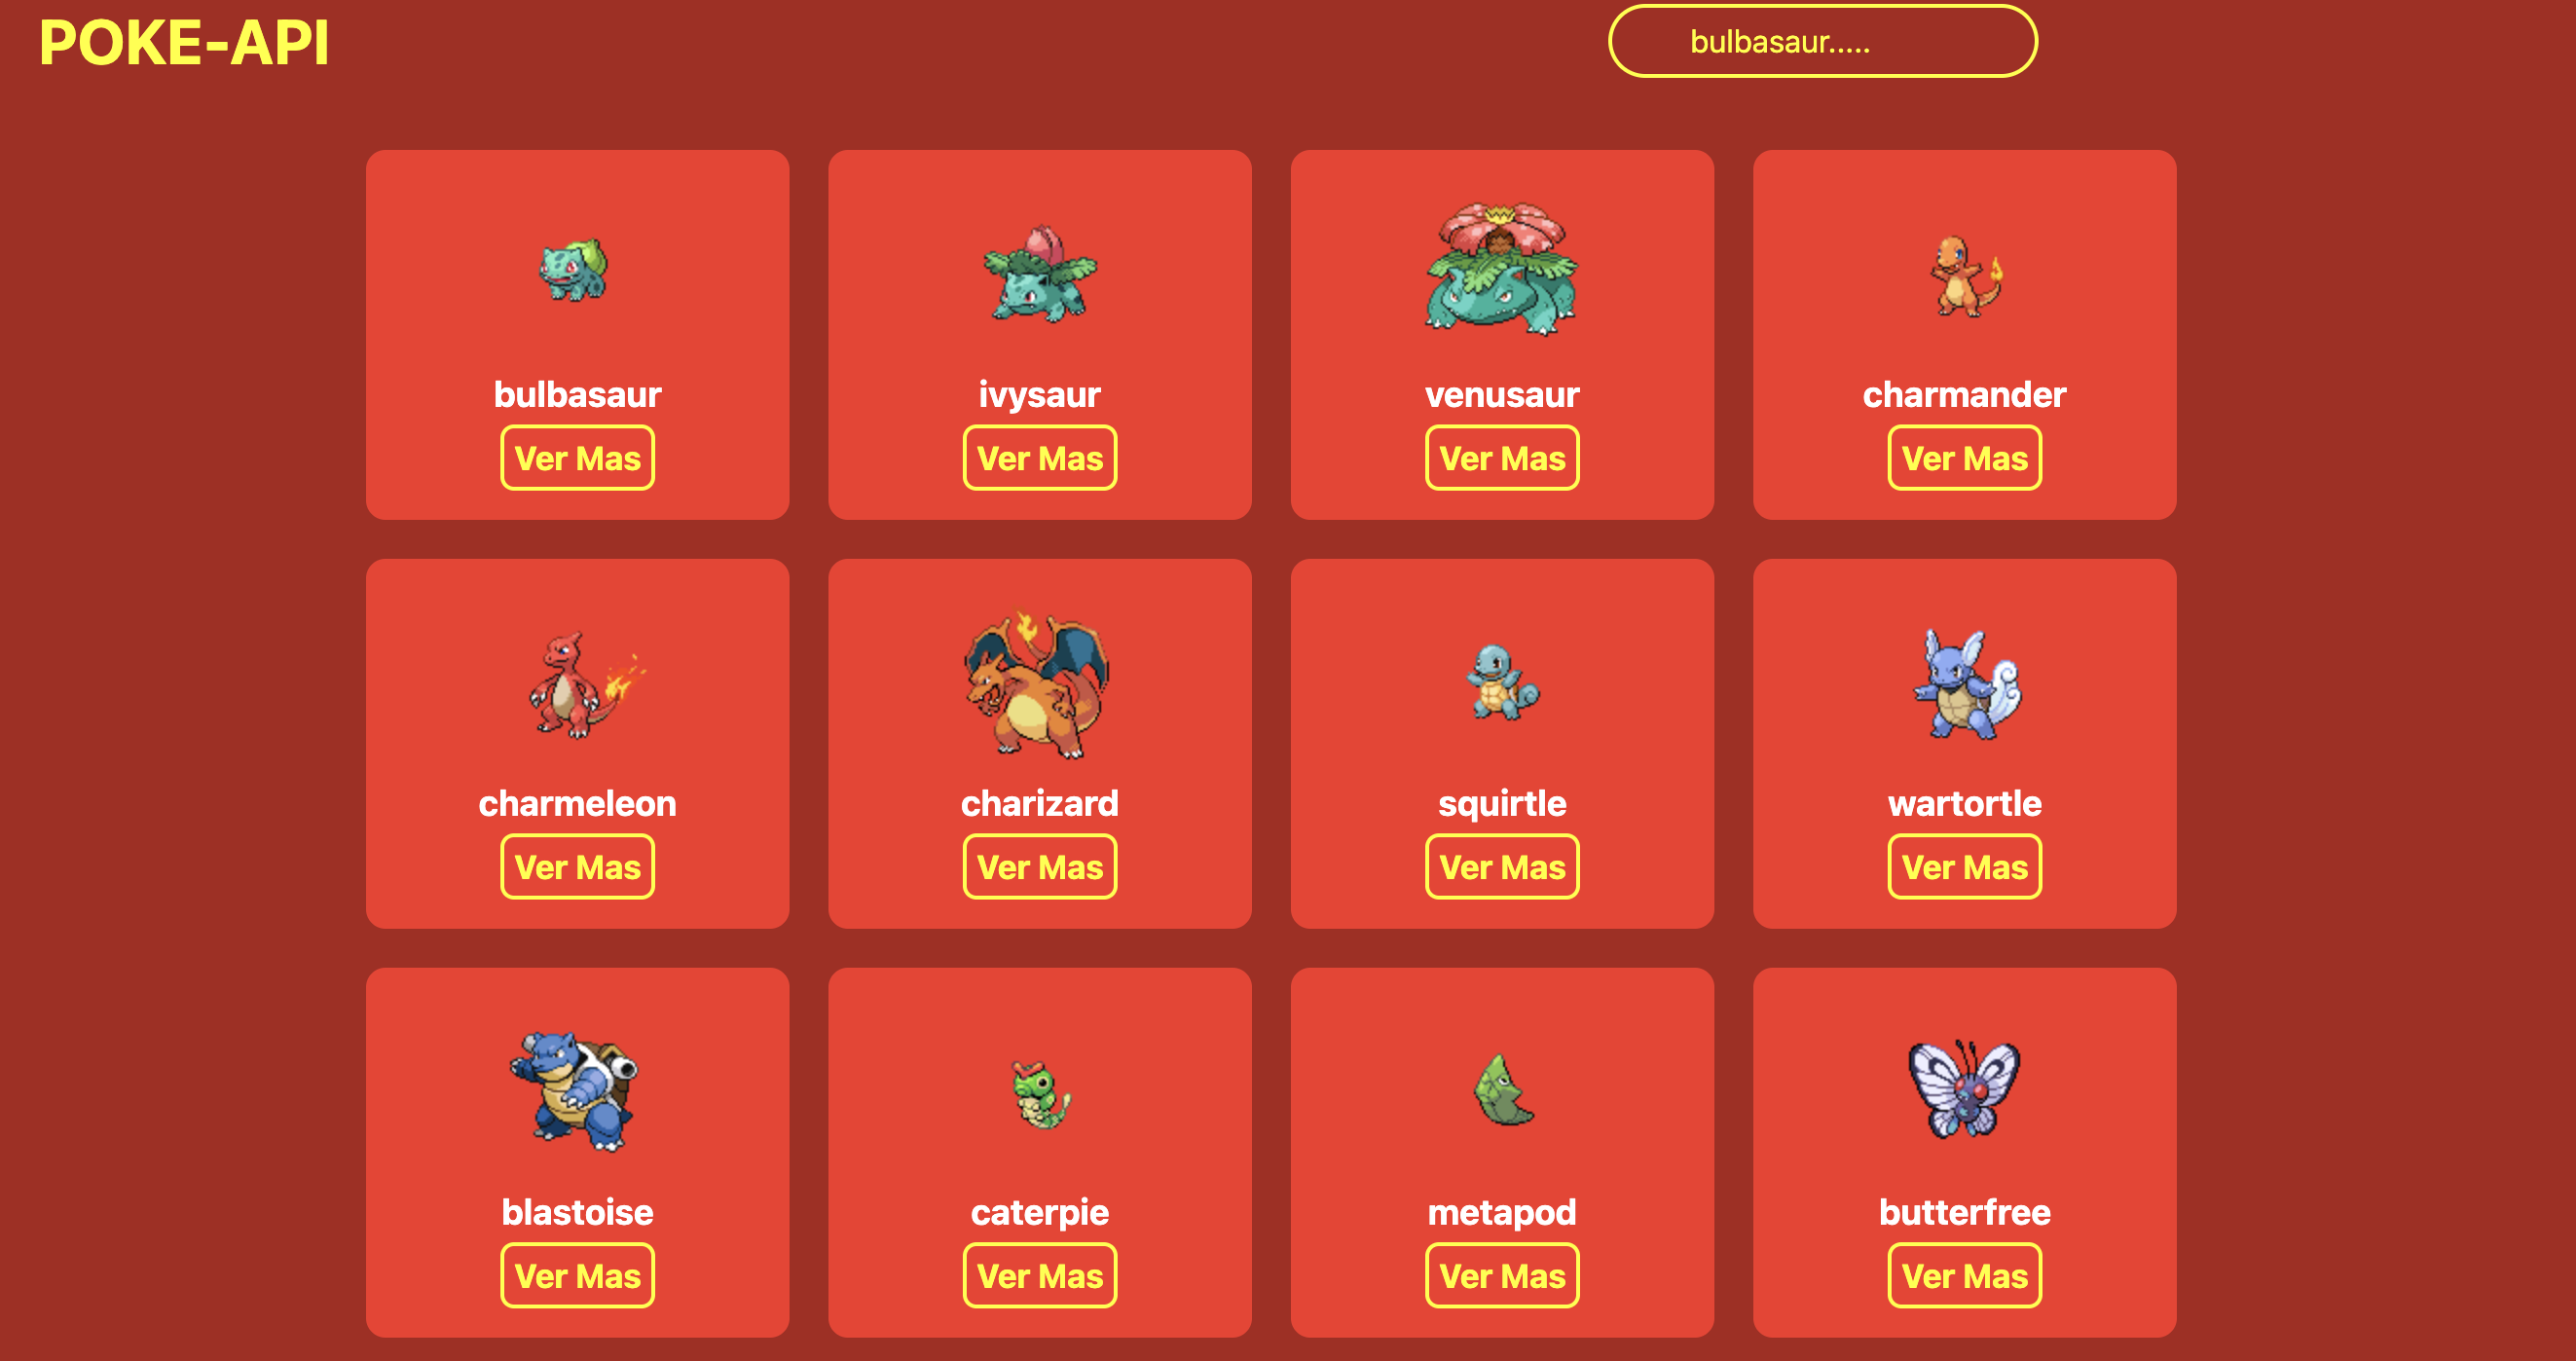 POKE-API
bulbasaur.....
bulbasaur
Ver Mas
ivysaur
Ver Mas
venusaur
Ver Mas
charmander
Ver Mas
charmeleon
Ver Mas
charizard
Ver Mas
squirtle
Ver Mas
wartortle
Ver Mas
blastoise
Ver Mas
caterpie
Ver Mas
metapod
Ver Mas
butterfree
Ver Mas